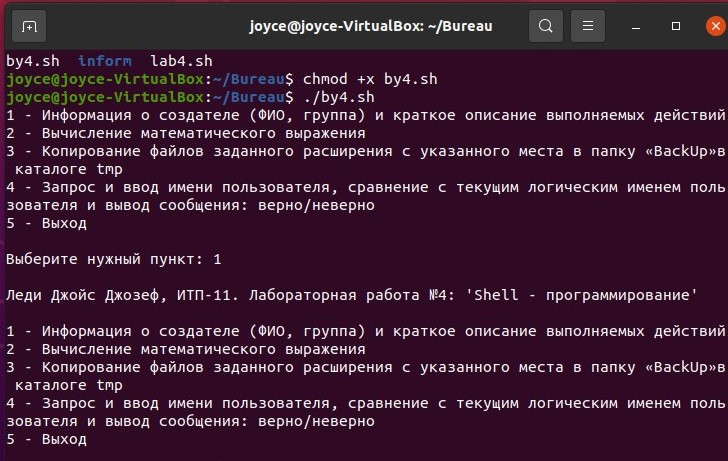 joyce@joyce-VirtualBox: ~/Bureau
by4.sh  inform  lab4.sh
joyce@joyce-VirtualBox:~/Bureau$ chmod +x by4.sh
joyce@joyce-VirtualBox:~/Bureau$ ./by4.sh
1 - Информация о создателе (ФИО, группа) и краткое описание выполняемых действий
2 - Вычисление математического выражения
3 - Копирование файлов заданного расширения с указанного места в папку «BackUp»в
 каталоге tmp
4 - Запрос и ввод имени пользователя, сравнение с текущим логическим именем поль
зователя и вывод сообщения: верно/неверно
5 - Выход
Выберите нужный пункт: 1
Леди Джойс Джозеф, ИТП-11. Лабораторная работа №4: 'Shell - программирование'
1 - Информация о создателе (ФИО, группа) и краткое описание выполняемых действий
2 - Вычисление математического выражения
3 - Копирование файлов заданного расширения с указанного места в папку «BackUp»в
 каталоге tmp
4 - Запрос и ввод имени пользователя, сравнение с текущим логическим именем поль
зователя и вывод сообщения: верно/неверно
5 - Выход